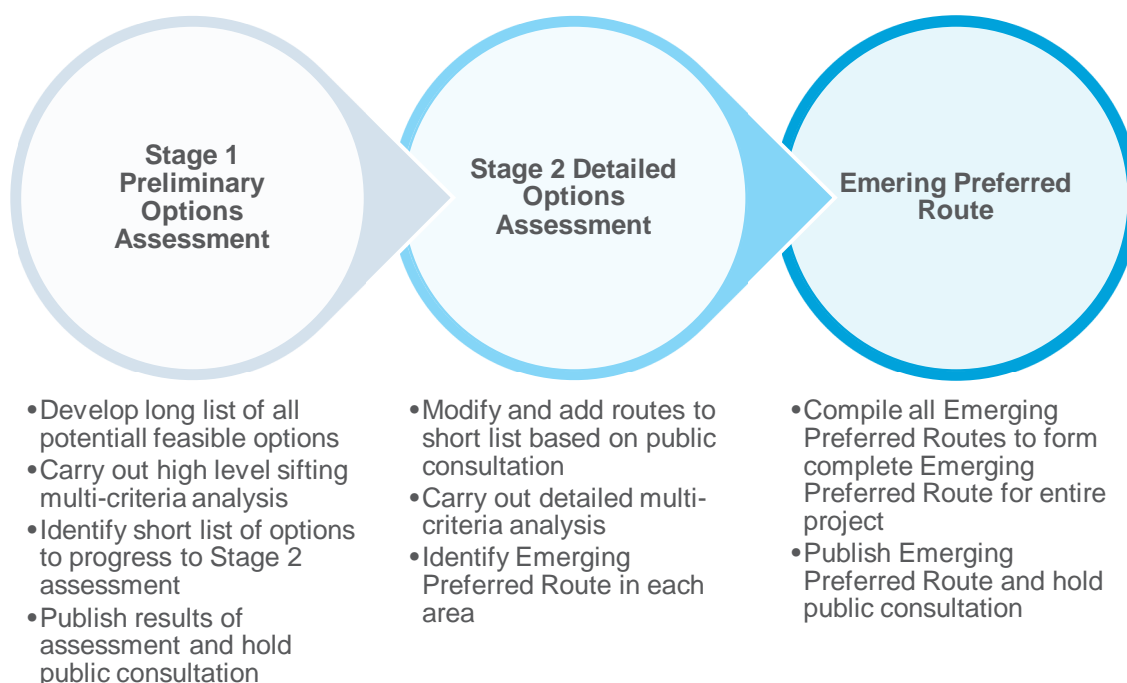 Stage 1
Preliminary
Options
Assessment
•Develop long list of all
potentiall feasible options
•Carry out high level sifting
multi-criteria analysis
•Identify short list of options
to progress to Stage 2
assessment
•Publish results of
assessment and hold
public consultation
Stage 2 Detailed
Options
Assessment
•Modify and add routes to
short list based on public
consultation
•Carry out detailed multi-
criteria analysis
•Identify Emerging
Preferred Route in each
area
Emering Preferred
Route
•Compile all Emerging
Preferred Routes to form
complete Emerging
Preferred Route for entire
project
•Publish Emerging
Preferred Route and hold
public consultation